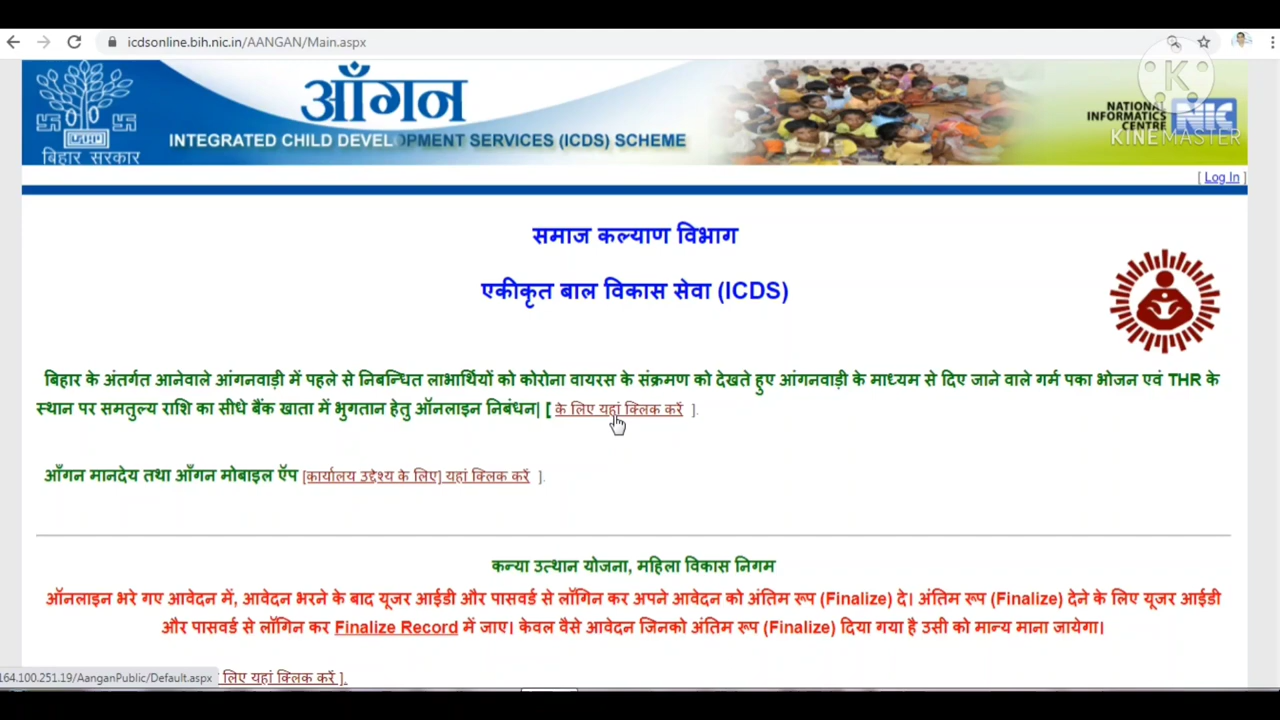 icdsonline.bih.nic.in/AANGAN/Main.aspx
आँगन
INTEGRATED CHILD DEVELOPMENT SERVICES (ICDS) SCHEME
बिहार सरकार
NATIONAL
INFORMATICS
CENTRE
NIC
K
KINEMASTER
[ Log In ]
समाज कल्याण विभाग
एकीकृत बाल विकास सेवा (ICDS)
बिहार के अंतर्गत आनेवाले आंगनवाड़ी में पहले से निबन्धित लाभार्थियों को कोरोना वायरस के संक्रमण को देखते हुए आंगनवाड़ी के माध्यम से दिए जाने वाले गर्म पका भोजन एवं THR के
स्थान पर समतुल्य राशि का सीधे बैंक खाता में भुगतान हेतु ऑनलाइन निबंधन| [ के लिए यहां क्लिक करें ].
आँगन मानदेय तथा आँगन मोबाइल ऍप [कार्यालय उद्देश्य के लिए] यहां क्लिक करें ].
कन्या उत्थान योजना, महिला विकास निगम
ऑनलाइन भरे गए आवेदन में, आवेदन भरने के बाद यूजर आईडी और पासवर्ड से लॉगिन कर अपने आवेदन को अंतिम रूप (Finalize) दे। अंतिम रूप (Finalize) देने के लिए यूजर आईडी
और पासवर्ड से लॉगिन कर Finalize Record में जाए। केवल वैसे आवेदन जिनको अंतिम रूप (Finalize) दिया गया है उसी को मान्य माना जायेगा।
164.100.251.19/AanganPublic/Default.aspx लिए यहां क्लिक करें ].